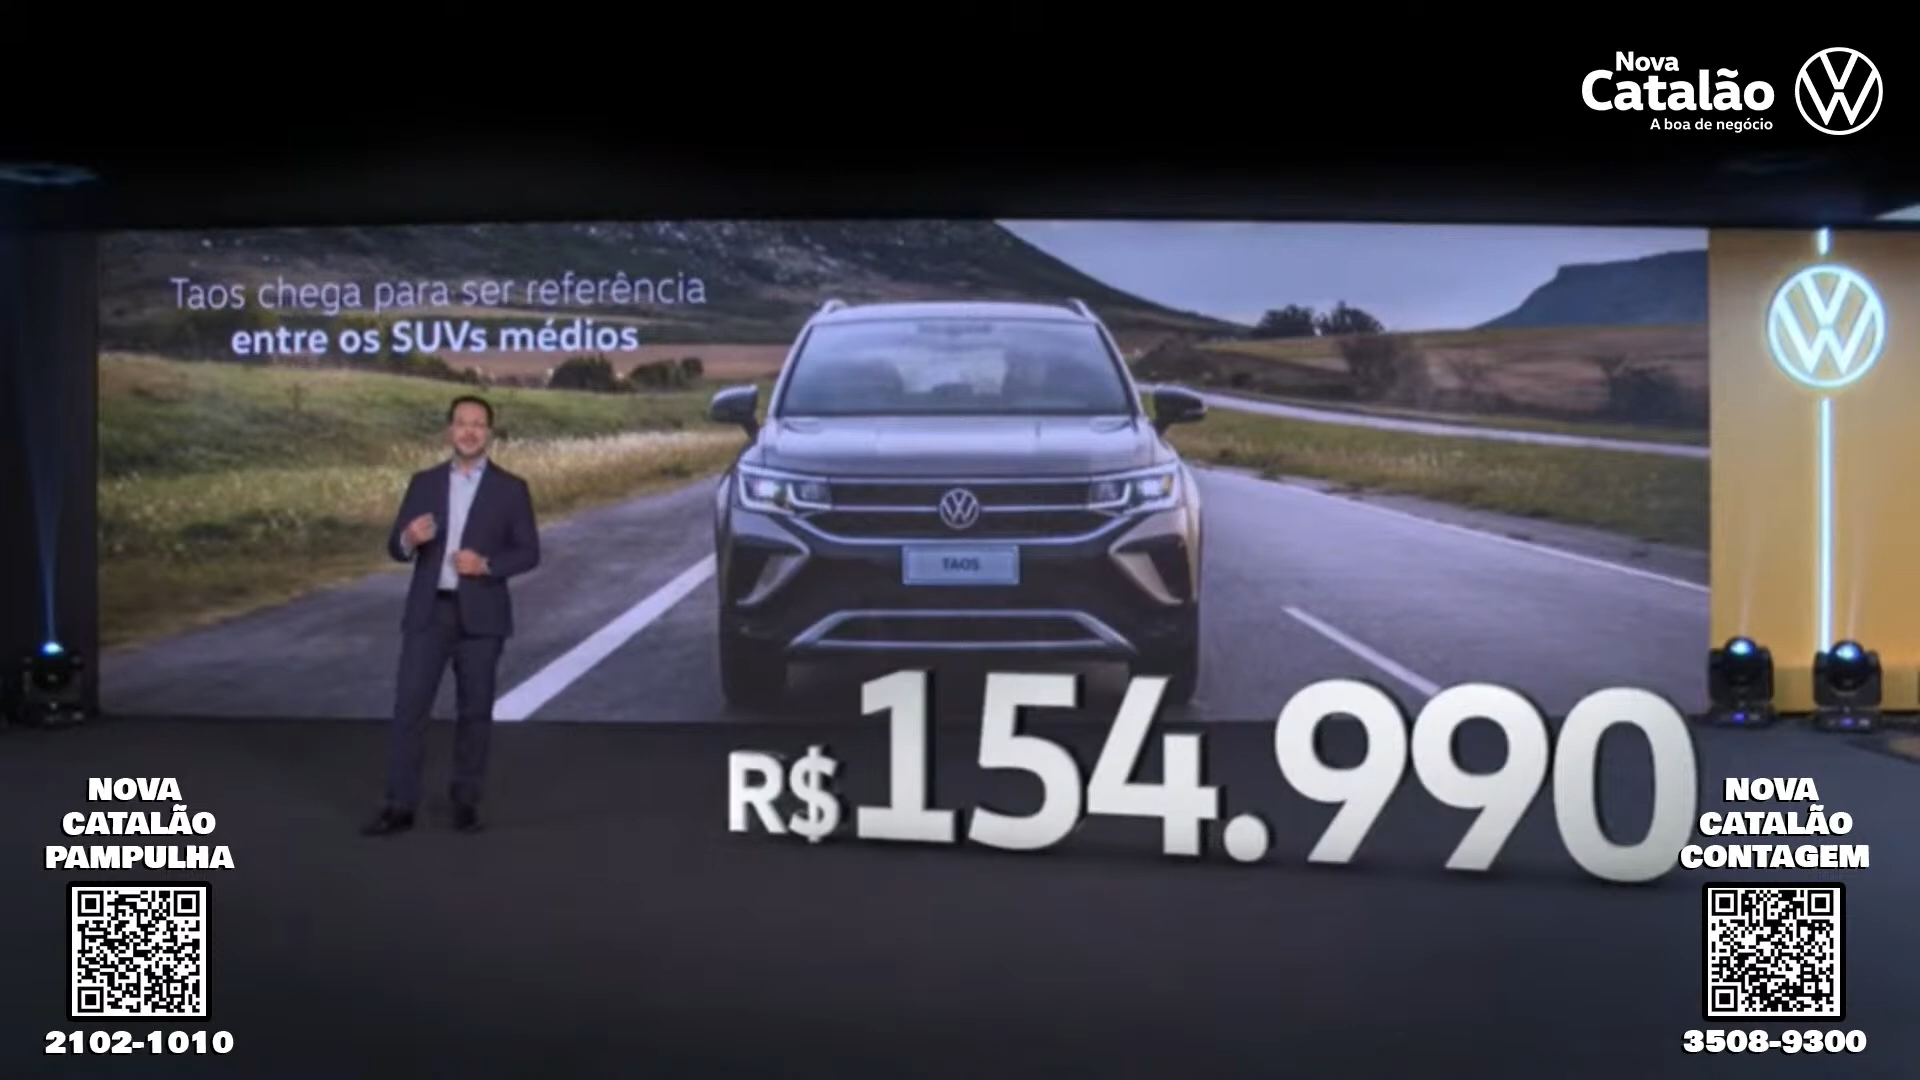 Nova
Catalão
A boa de negócio
Taos chega para ser referência
entre os SUVs médios
TAOS
R$154.990
NOVA
CATALÃO
PAMPULHA
2102-1010
NOVA
CATALÃO
CONTAGEM
3508-9300